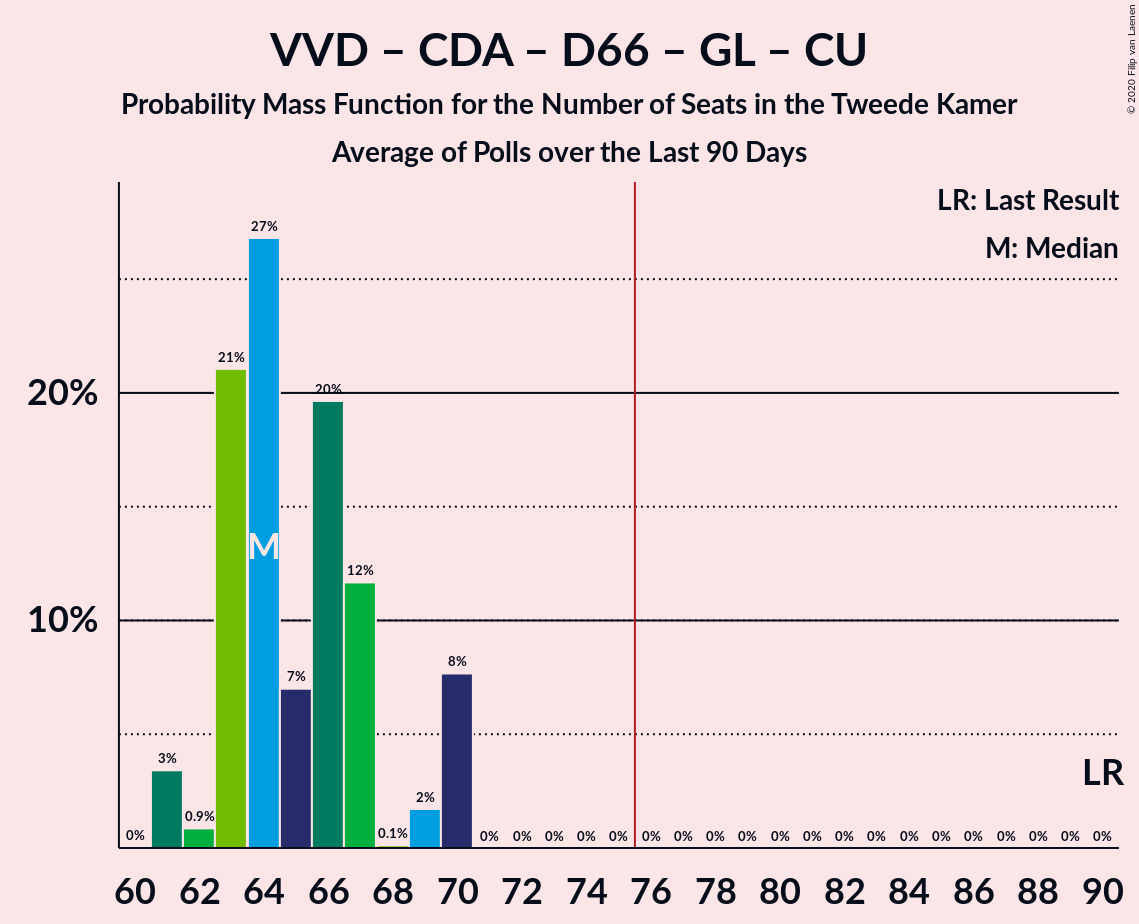 VVD – CDA – D66 – GL – CU
Probability Mass Function for the Number of Seats in the Tweede Kamer
Average of Polls over the Last 90 Days
© 2020 Filip van Laenen
LR: Last Result
M: Median
27%
21%
20%
20%
M
12%
10%
8%
7%
3%
LR
2%
0% 0.9% 0.1% 0% 0% 0% 0% 0% 0% 0% 0% 0% 0% 0% 0% 0% 0% 0% 0% 0% 0% 0% 0%
60 62 64 66 68 70 72 74 76 78 80 82 84 86 88 90